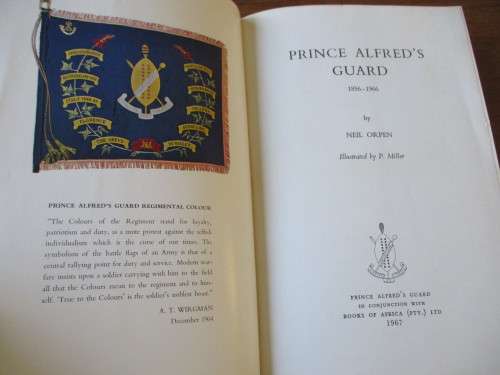 FLORENCE
THE GREYS
PRINCE ALFRED'S GUARD REGIMENTAL COLOUR
"The Colours of the Regiment stand for loyalty,
patriotism and duty, as a mute protest against the selfish
individualism which is the curse of our times. The
symbolism of the battle flags of an Army is that of a
central rallying point for duty and service. Modern war-
fare insists upon a soldier carrying with him to the field
all that the Colours mean to the regiment and to him-
self. 'True to the Colours' is the soldier's noblest boast."
A. T. WIRGMAN
December 1904
PRINCE ALFRED'S
GUARD
1856-1966
by
NEIL ORPEN
Illustrated by P. Miller
PRINCE ALFRED'S GUARD
IN CONJUNCTION WITH
BOOKS OF AFRICA (PTY.) LTD
1967